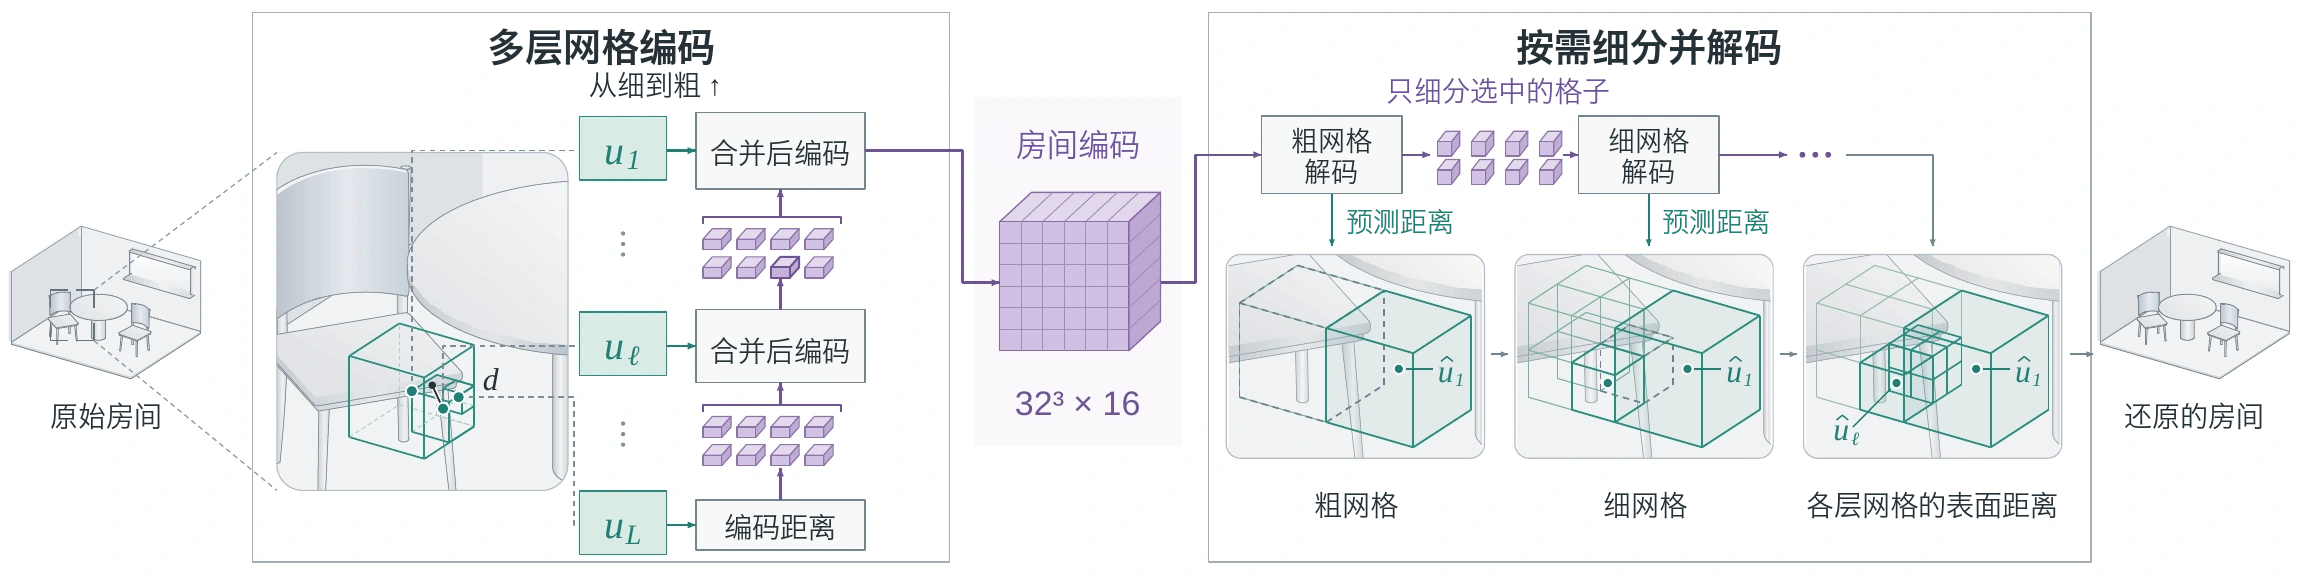 多层网格编码
从细到粗 ↑
u1
合并后编码
⋮
uℓ
合并后编码
⋮
uL
编码距离
d
原始房间
房间编码
32³ × 16
按需细分并解码
只细分选中的格子
粗网格
解码
细网格
解码
•••
预测距离
预测距离
û1
û1
û1
ûℓ
粗网格
细网格
各层网格的表面距离
还原的房间